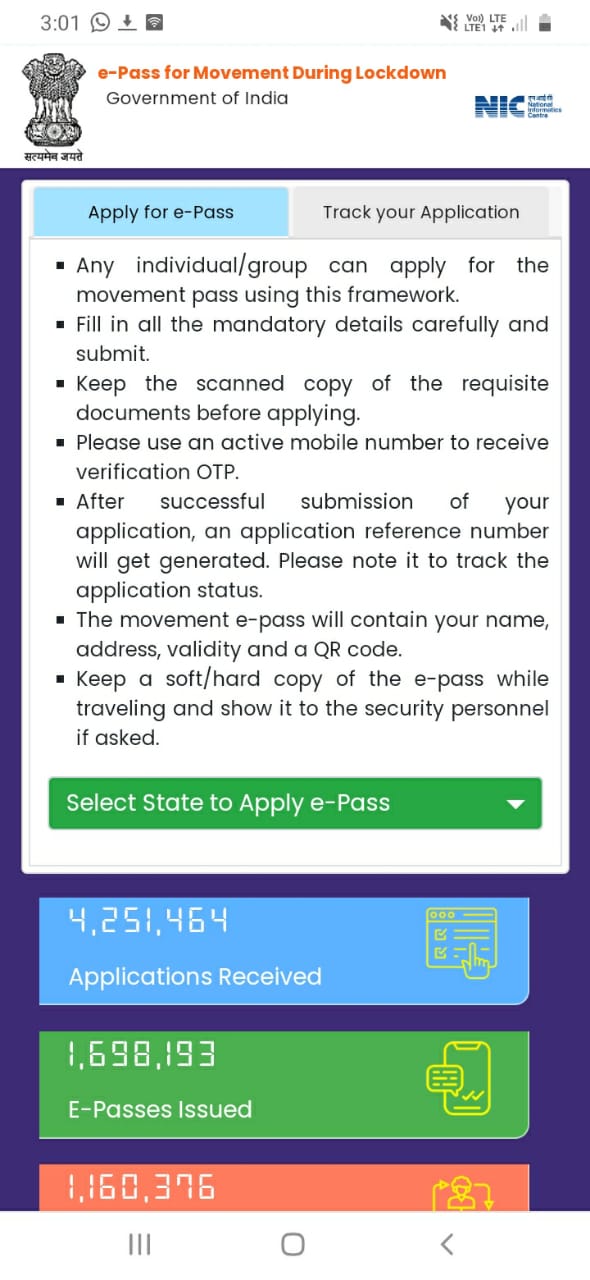 3:01
Vo) LTE
LTE1
e-Pass for Movement During Lockdown
Government of India
सत्यमेव जयते
NIC
एन आई सी
National
Informatics
Centre
Apply for e-Pass
Track your Application
▪ Any individual/group can apply for the
movement pass using this framework.
▪ Fill in all the mandatory details carefully and
submit.
▪ Keep the scanned copy of the requisite
documents before applying.
▪ Please use an active mobile number to receive
verification OTP.
▪ After successful submission of your
application, an application reference number
will get generated. Please note it to track the
application status.
▪ The movement e-pass will contain your name,
address, validity and a QR code.
▪ Keep a soft/hard copy of the e-pass while
traveling and show it to the security personnel
if asked.
Select State to Apply e-Pass
4,251,464
Applications Received
1,698,193
E-Passes Issued
1,160,376